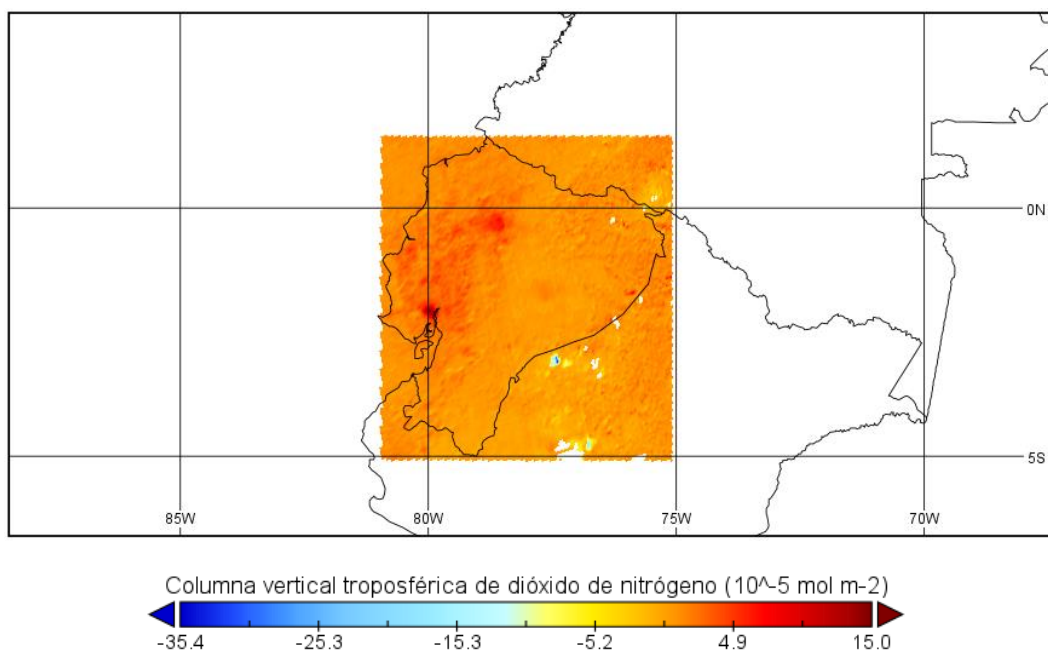 0N
5S
85W 80W 75W 70W
Columna vertical troposférica de dióxido de nitrógeno (10^-5 mol m-2)
-35.4 -25.3 -15.3 -5.2 4.9 15.0